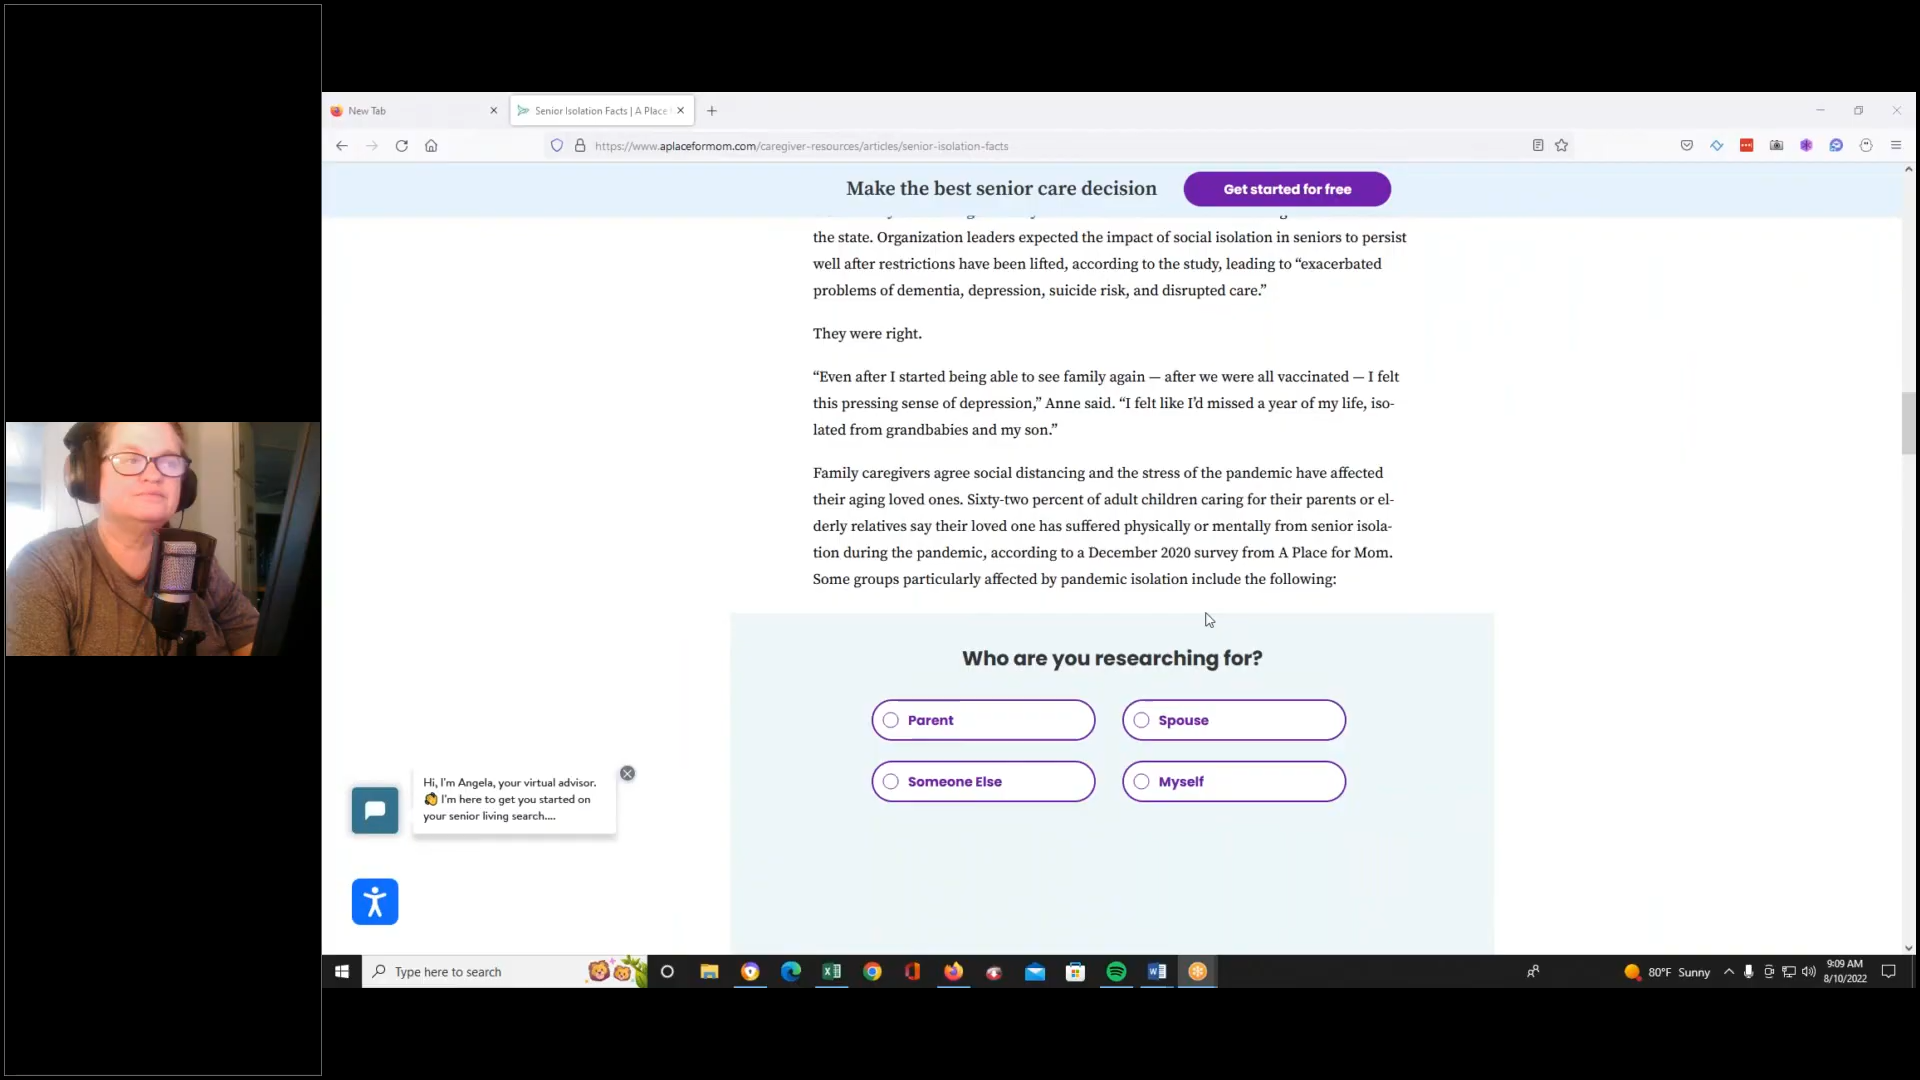 New Tab
Senior Isolation Facts | A Place
https://www.aplaceformom.com/caregiver-resources/articles/senior-isolation-facts
Make the best senior care decision
Get started for free
the state. Organization leaders expected the impact of social isolation in seniors to persist
well after restrictions have been lifted, according to the study, leading to “exacerbated
problems of dementia, depression, suicide risk, and disrupted care.”
They were right.
“Even after I started being able to see family again — after we were all vaccinated — I felt
this pressing sense of depression,” Anne said. “I felt like I’d missed a year of my life, iso-
lated from grandbabies and my son.”
Family caregivers agree social distancing and the stress of the pandemic have affected
their aging loved ones. Sixty-two percent of adult children caring for their parents or el-
derly relatives say their loved one has suffered physically or mentally from senior isola-
tion during the pandemic, according to a December 2020 survey from A Place for Mom.
Some groups particularly affected by pandemic isolation include the following:
Who are you researching for?
Parent
Spouse
Someone Else
Myself
Hi, I'm Angela, your virtual advisor.
👋 I'm here to get you started on
your senior living search....
Type here to search
80°F Sunny
9:09 AM
8/10/2022